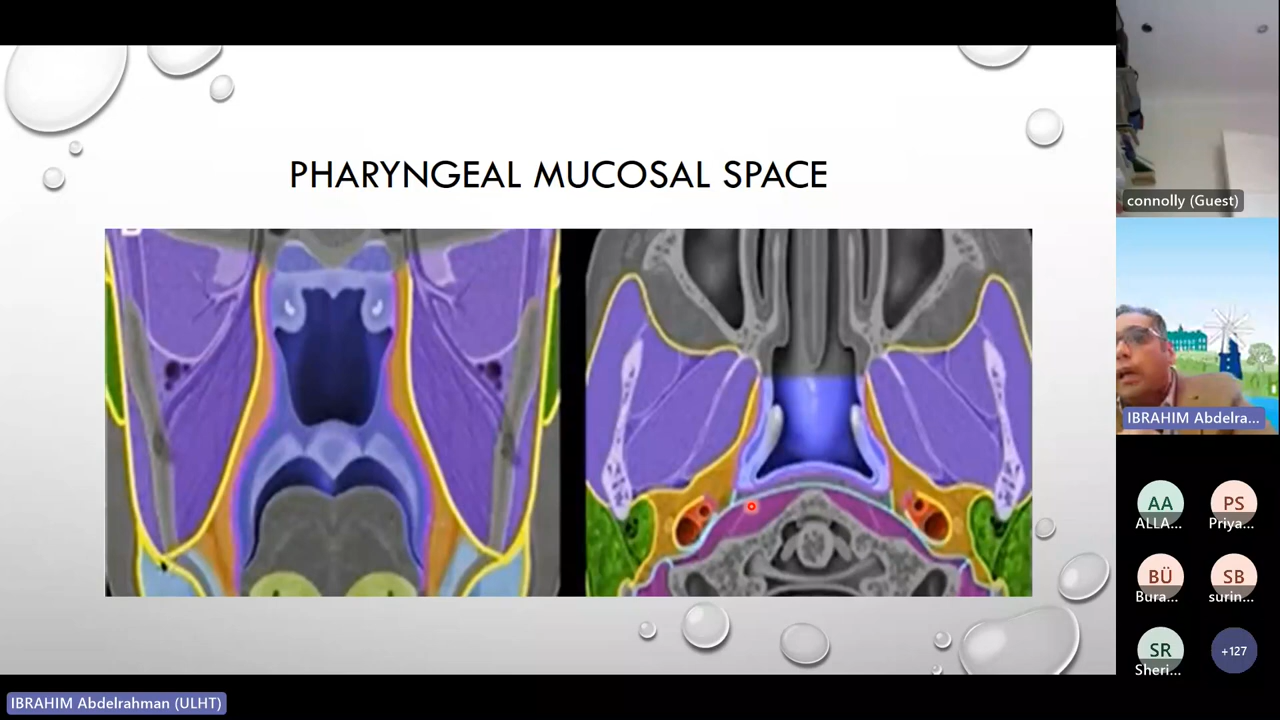 PHARYNGEAL MUCOSAL SPACE
connolly (Guest)
IBRAHIM Abdelra...
AA
PS
ALLA...
Priya...
BÜ
SB
Bura...
surin...
SR
+127
Sheri...
IBRAHIM Abdelrahman (ULHT)